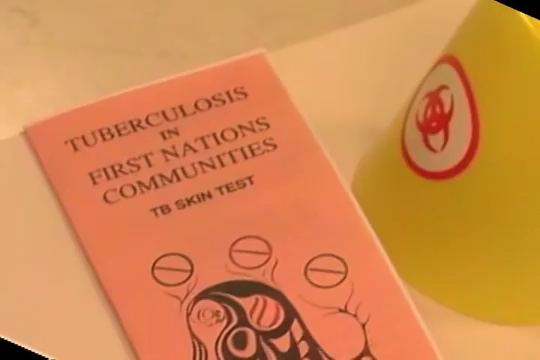 TUBERCULOSIS
IN
FIRST NATIONS
COMMUNITIES
TB SKIN TEST